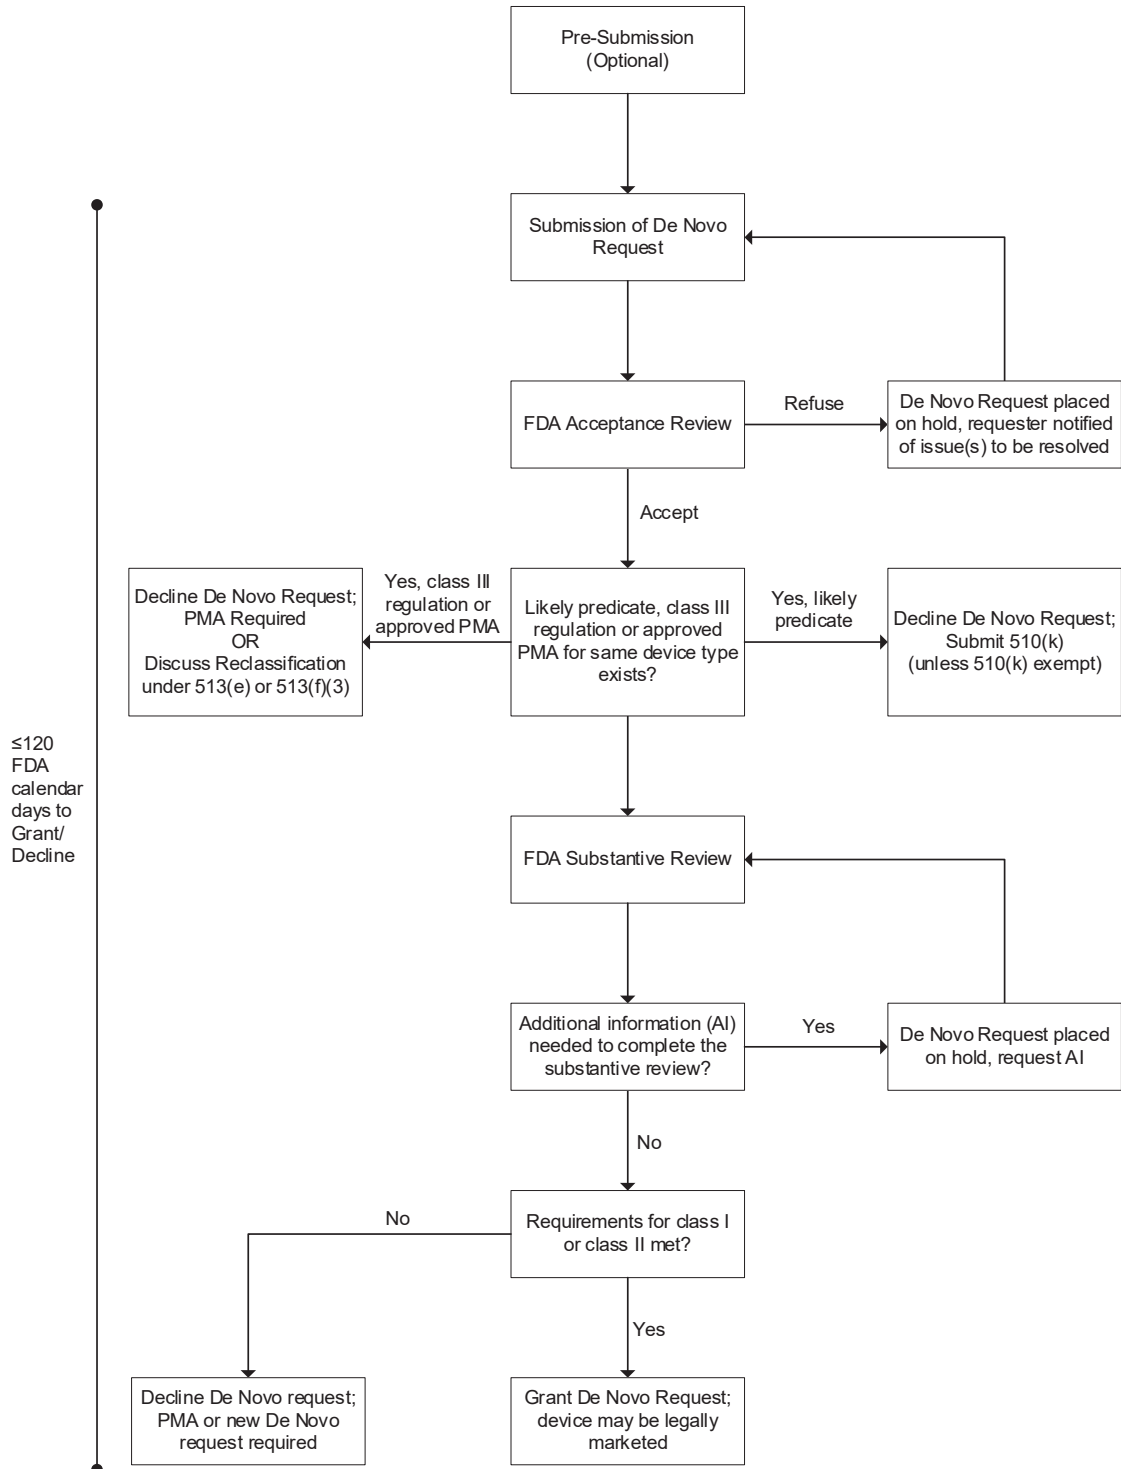 Pre-Submission
(Optional)
Submission of De Novo
Request
FDA Acceptance Review
Refuse
De Novo Request placed
on hold, requester notified
of issue(s) to be resolved
Accept
Decline De Novo Request;
PMA Required
OR
Discuss Reclassification
under 513(e) or 513(f)(3)
Yes, class III
regulation or
approved PMA
Likely predicate, class III
regulation or approved
PMA for same device type
exists?
Yes, likely
predicate
Decline De Novo Request;
Submit 510(k)
(unless 510(k) exempt)
≤120
FDA
calendar
days to
Grant/
Decline
FDA Substantive Review
Additional information (AI)
needed to complete the
substantive review?
Yes
De Novo Request placed
on hold, request AI
No
Requirements for class I
or class II met?
No
Yes
Decline De Novo request;
PMA or new De Novo
request required
Grant De Novo Request;
device may be legally
marketed